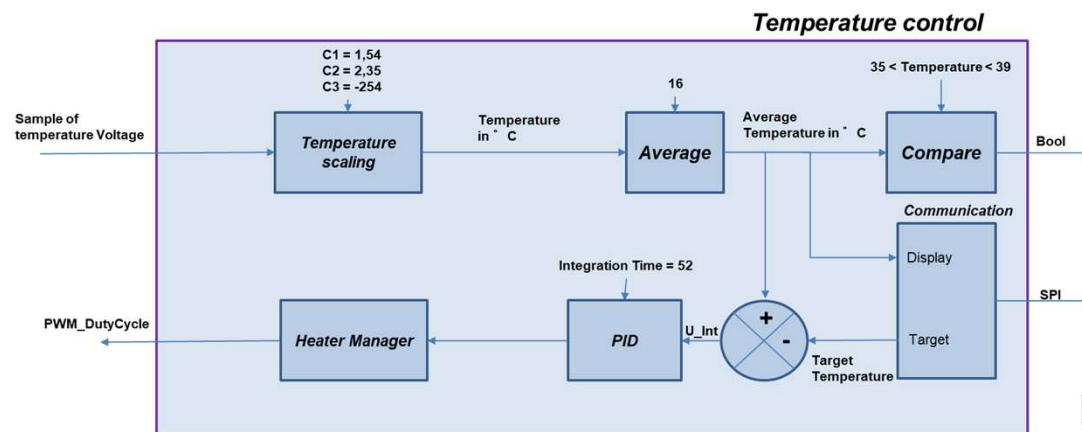 Temperature control
C1 = 1,54
C2 = 2,35
C3 = -254
16
35 < Temperature < 39
Sample of
temperature Voltage
Temperature
scaling
Temperature
in ° C
Average
Average
Temperature in ° C
Compare
Bool
Communication
Display
Integration Time = 52
SPI
PWM_DutyCycle
Heater Manager
PID
U_Int
+
-
Target
Target
Temperature